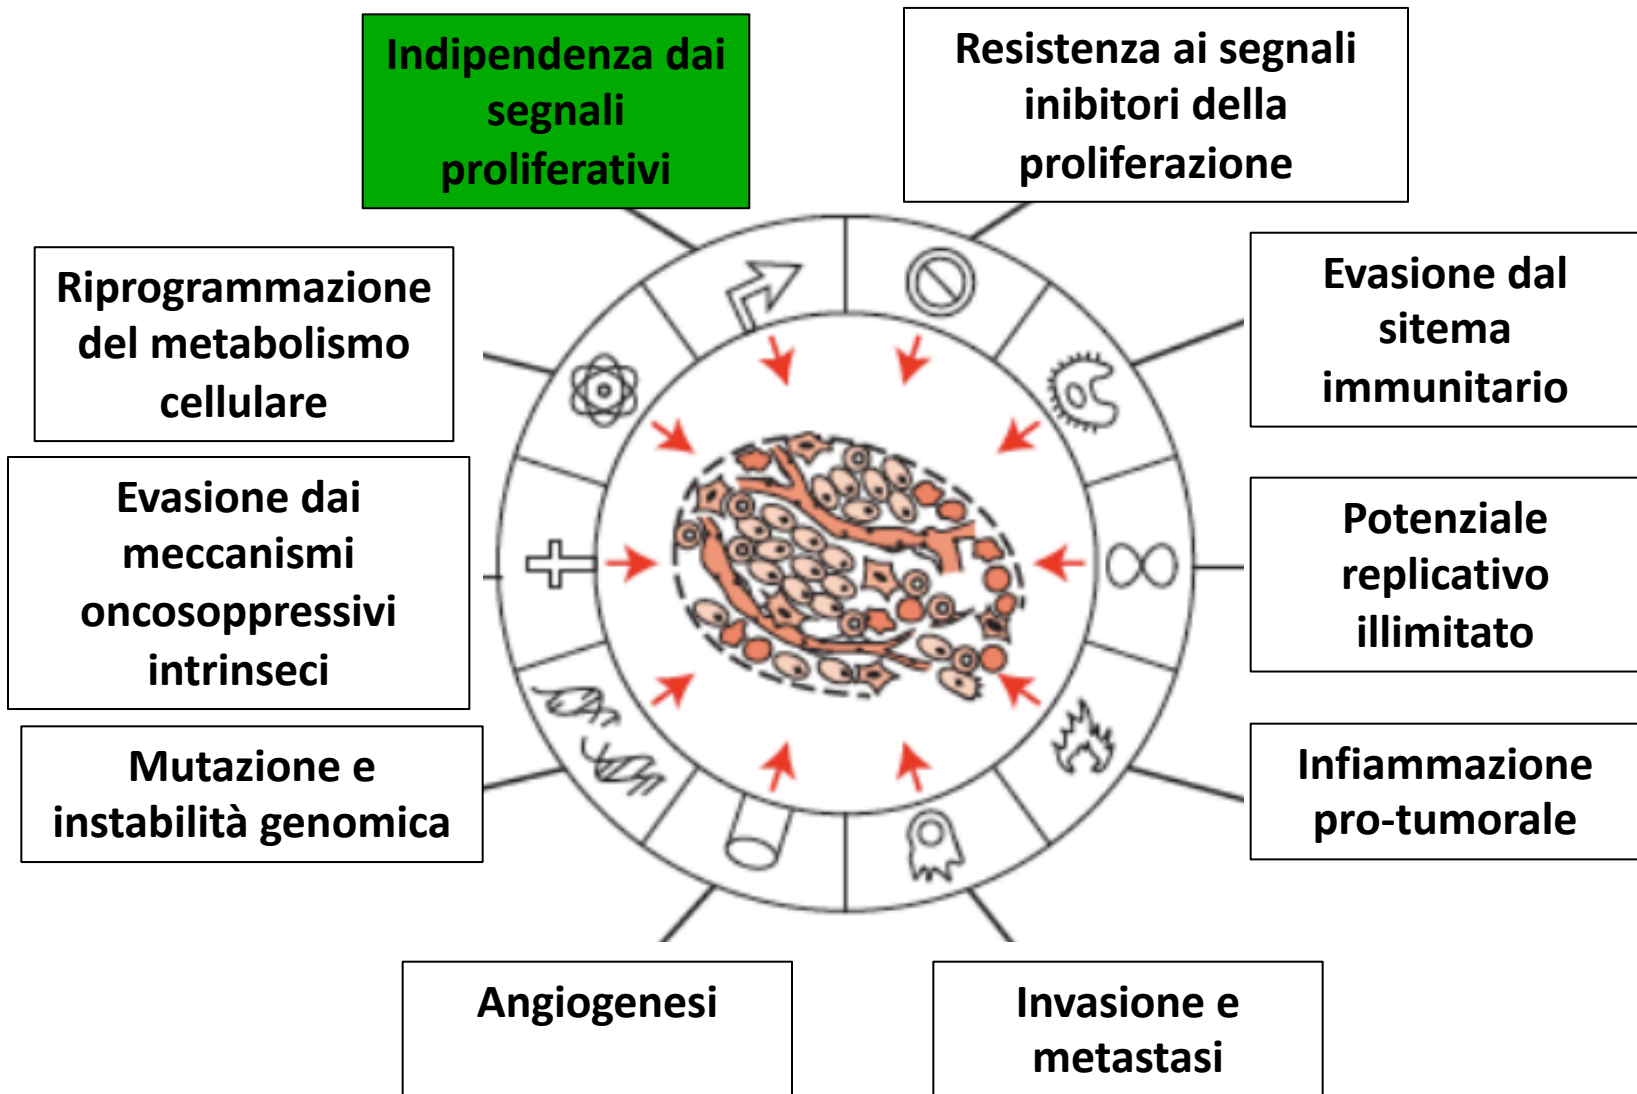 Indipendenza dai
segnali
proliferativi
Resistenza ai segnali
inibitori della
proliferazione
Riprogrammazione
del metabolismo
cellulare
Evasione dal
sitema
immunitario
Evasione dai
meccanismi
oncosoppressivi
intrinseci
Potenziale
replicativo
illimitato
Mutazione e
instabilità genomica
Infiammazione
pro-tumorale
Angiogenesi
Invasione e
metastasi